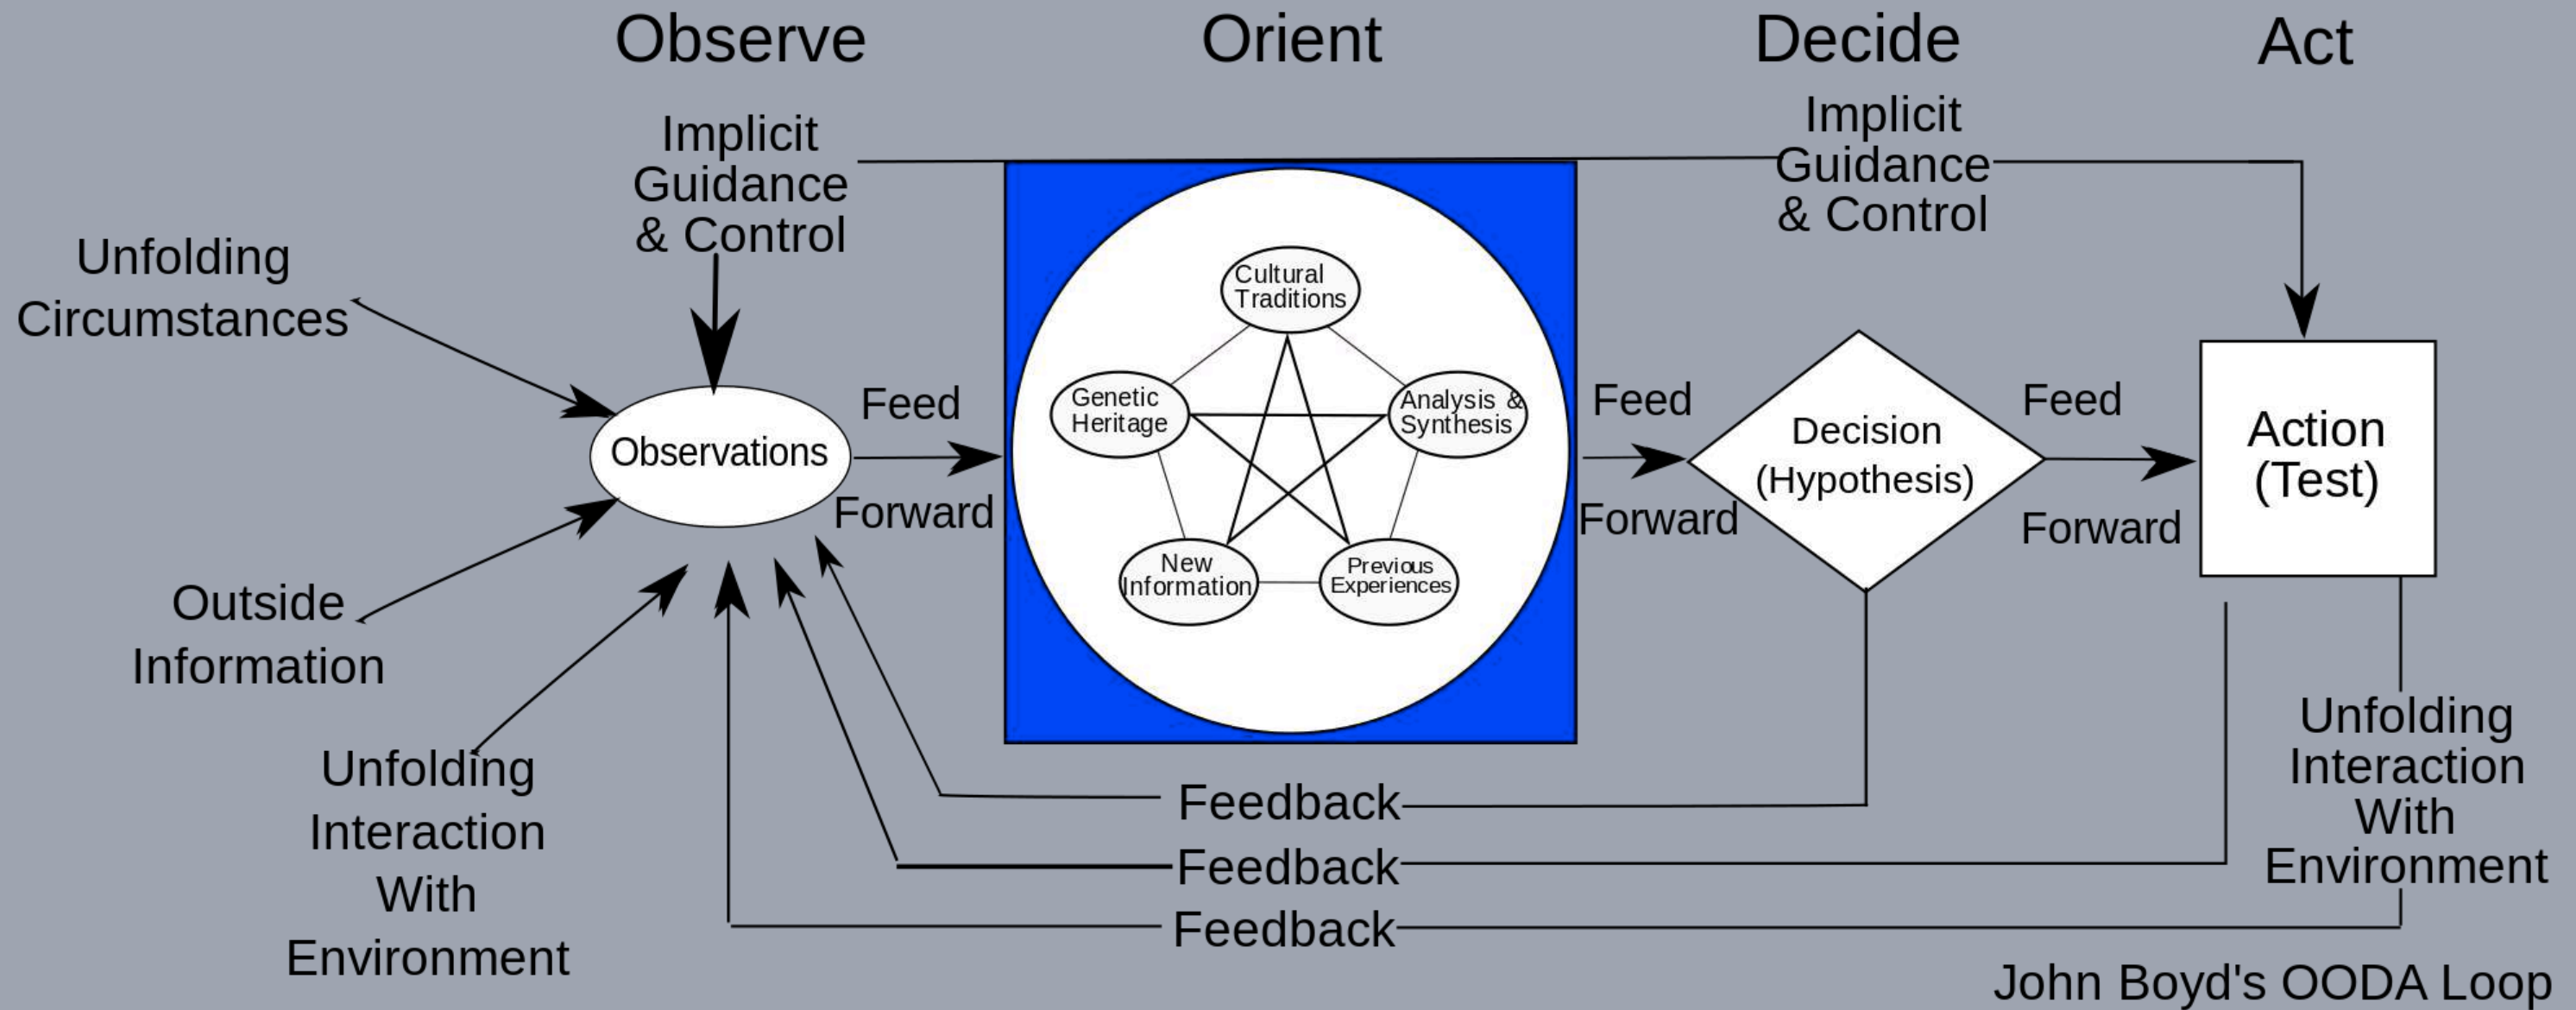 Observe
Orient
Decide
Act
Implicit
Guidance
& Control
Implicit
Guidance
& Control
Unfolding
Circumstances
Cultural
Traditions
Genetic
Heritage
Analysis &
Synthesis
New
Information
Previous
Experiences
Observations
Feed
Forward
Feed
Forward
Decision
(Hypothesis)
Feed
Forward
Action
(Test)
Outside
Information
Unfolding
Interaction
With
Environment
Feedback
Feedback
Feedback
Unfolding
Interaction
With
Environment
John Boyd's OODA Loop